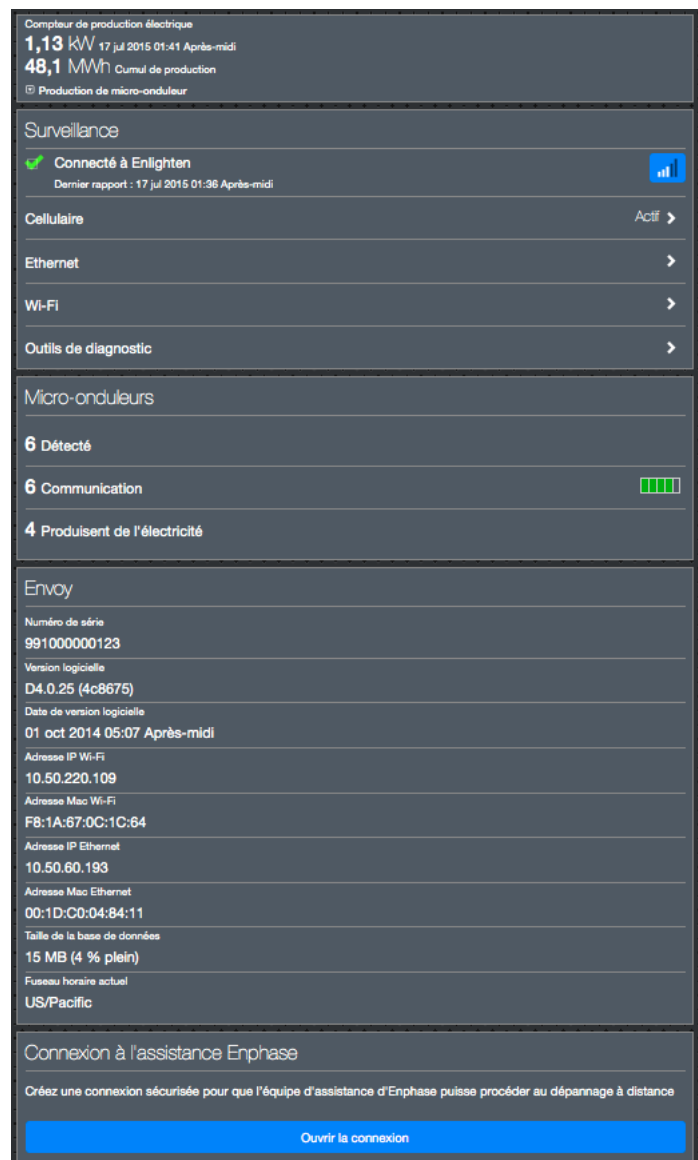 Compteur de production électrique
1,13 kW 17 jul 2015 01:41 Après-midi
48,1 MWh Cumul de production
Production de micro-onduleur
Surveillance
Connecté à Enlighten
Dernier rapport : 17 jul 2015 01:36 Après-midi
Cellulaire Actif
Ethernet
Wi-Fi
Outils de diagnostic
Micro-onduleurs
6 Détecté
6 Communication
4 Produisent de l'électricité
Envoy
Numéro de série
991000000123
Version logicielle
D4.0.25 (4c8675)
Date de version logicielle
01 oct 2014 05:07 Après-midi
Adresse IP Wi-Fi
10.50.220.109
Adresse Mac Wi-Fi
F8:1A:67:0C:1C:64
Adresse IP Ethernet
10.50.60.193
Adresse Mac Ethernet
00:1D:C0:04:84:11
Taille de la base de données
15 MB (4 % plein)
Fuseau horaire actuel
US/Pacific
Connexion à l'assistance Enphase
Créez une connexion sécurisée pour que l'équipe d'assistance d'Enphase puisse procéder au dépannage à distance
Ouvrir la connexion